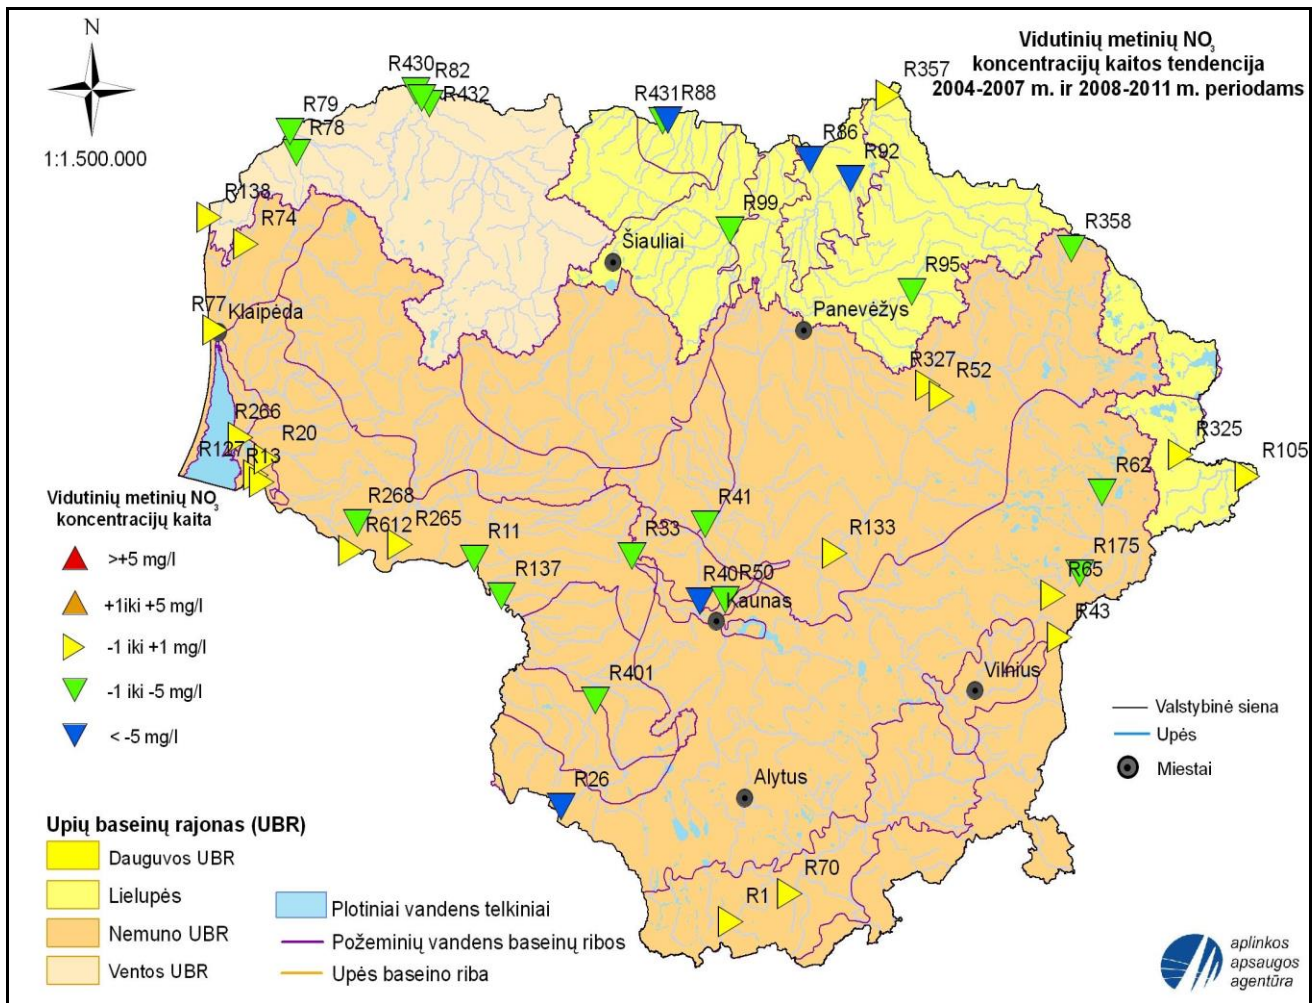 N
1:1.500.000
Vidutinių metinių NO3
koncentracijų kaitos tendencija
2004-2007 m. ir 2008-2011 m. periodams
R430
R82
R432
R79
R78
R431
R88
R357
R86
R92
R138
R74
R99
R358
Šiauliai
R95
R77
Klaipėda
Panevėžys
R327
R52
R266
R20
R127
R13
R325
R105
R62
R268
R612
R265
R11
R41
R33
R133
R137
R40
R50
Kaunas
R175
R65
R43
Vilnius
R401
R26
Alytus
R70
R1
Vidutinių metinių NO3
koncentracijų kaita
>+5 mg/l
+1iki +5 mg/l
-1 iki +1 mg/l
-1 iki -5 mg/l
< -5 mg/l
Valstybinė siena
Upės
Miestai
Upių baseinų rajonas (UBR)
Dauguvos UBR
Lielupės
Nemuno UBR
Ventos UBR
Plotiniai vandens telkiniai
Požeminių vandens baseinų ribos
Upės baseino riba
aplinkos
apsaugos
agentūra